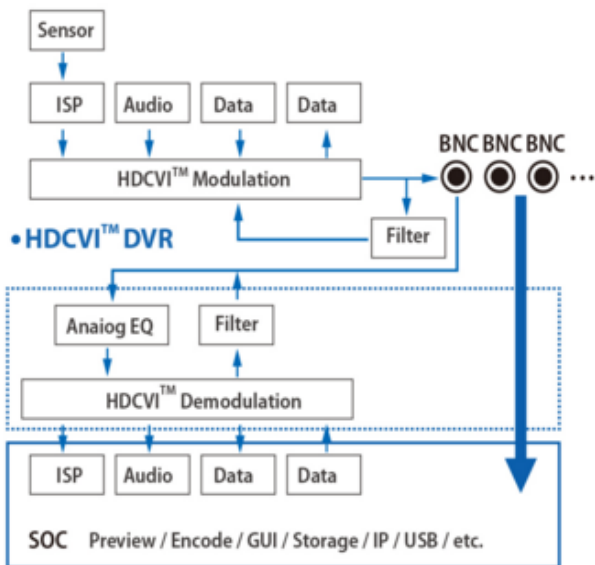 Sensor
ISP Audio Data Data
BNC BNC BNC
HDCVI™ Modulation
...
• HDCVI™ DVR
Filter
Anaiog EQ Filter
HDCVI™ Demodulation
ISP Audio Data Data
SOC Preview / Encode / GUI / Storage / IP / USB / etc.